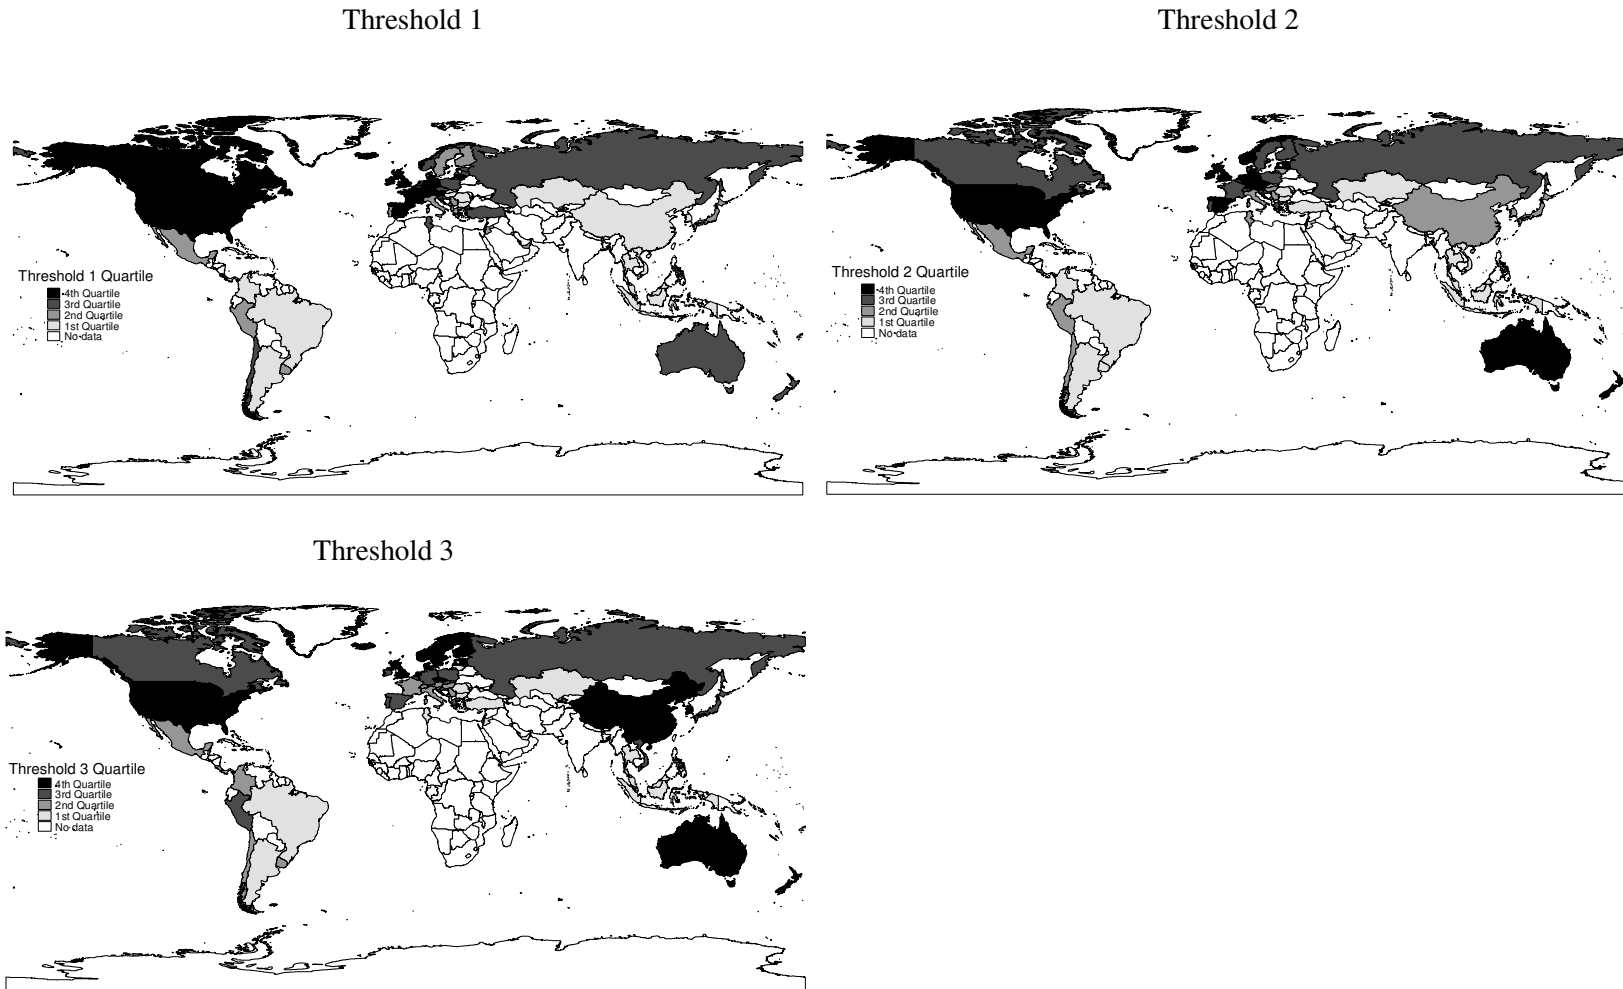 Threshold 1
Threshold 1 Quartile
4th Quartile
3rd Quartile
2nd Quartile
1st Quartile
No data
Threshold 2
Threshold 2 Quartile
4th Quartile
3rd Quartile
2nd Quartile
1st Quartile
No data
Threshold 3
Threshold 3 Quartile
4th Quartile
3rd Quartile
2nd Quartile
1st Quartile
No data